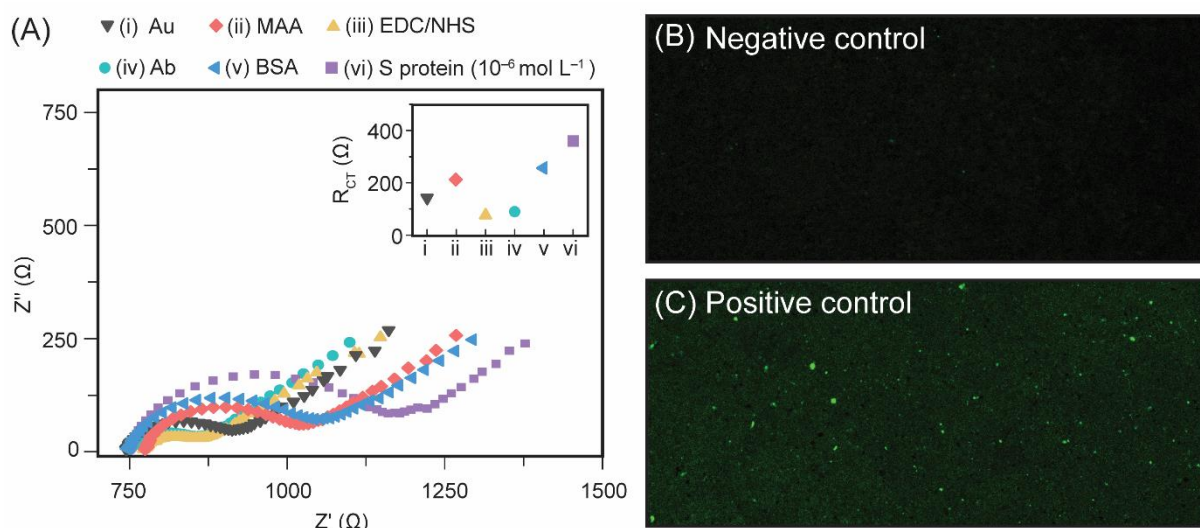 (A)
(i) Au (ii) MAA (iii) EDC/NHS
(iv) Ab (v) BSA (vi) S protein (10⁻⁶ mol L⁻¹)
750
500
250
0
Z'' (Ω)
400
200
0
R_CT (Ω)
i ii iii iv v vi
750 1000 1250 1500
Z' (Ω)
(B) Negative control
(C) Positive control